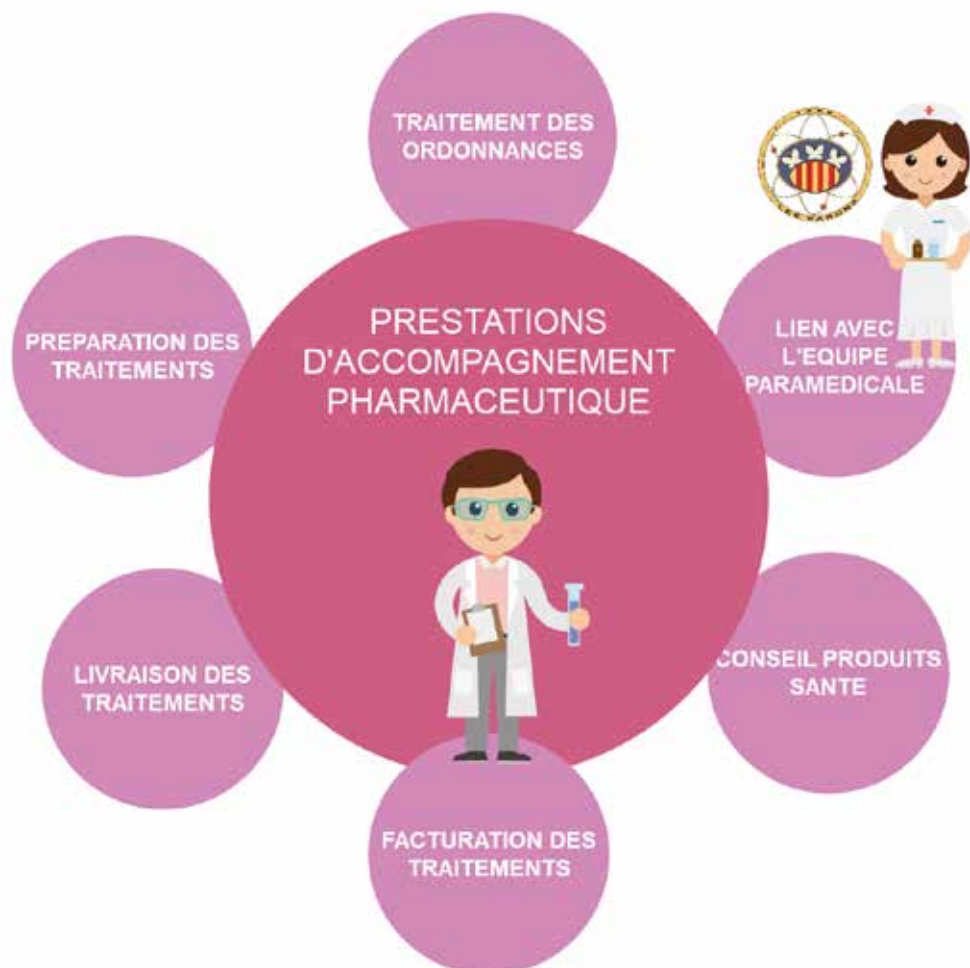 TRAITEMENT DES
ORDONNANCES
PRESTATIONS
D'ACCOMPAGNEMENT
PHARMACEUTIQUE
LIEN AVEC
L'EQUIPE
PARAMEDICALE
CONSEIL PRODUITS
SANTE
FACTURATION DES
TRAITEMENTS
LIVRAISON DES
TRAITEMENTS
PREPARATION DES
TRAITEMENTS